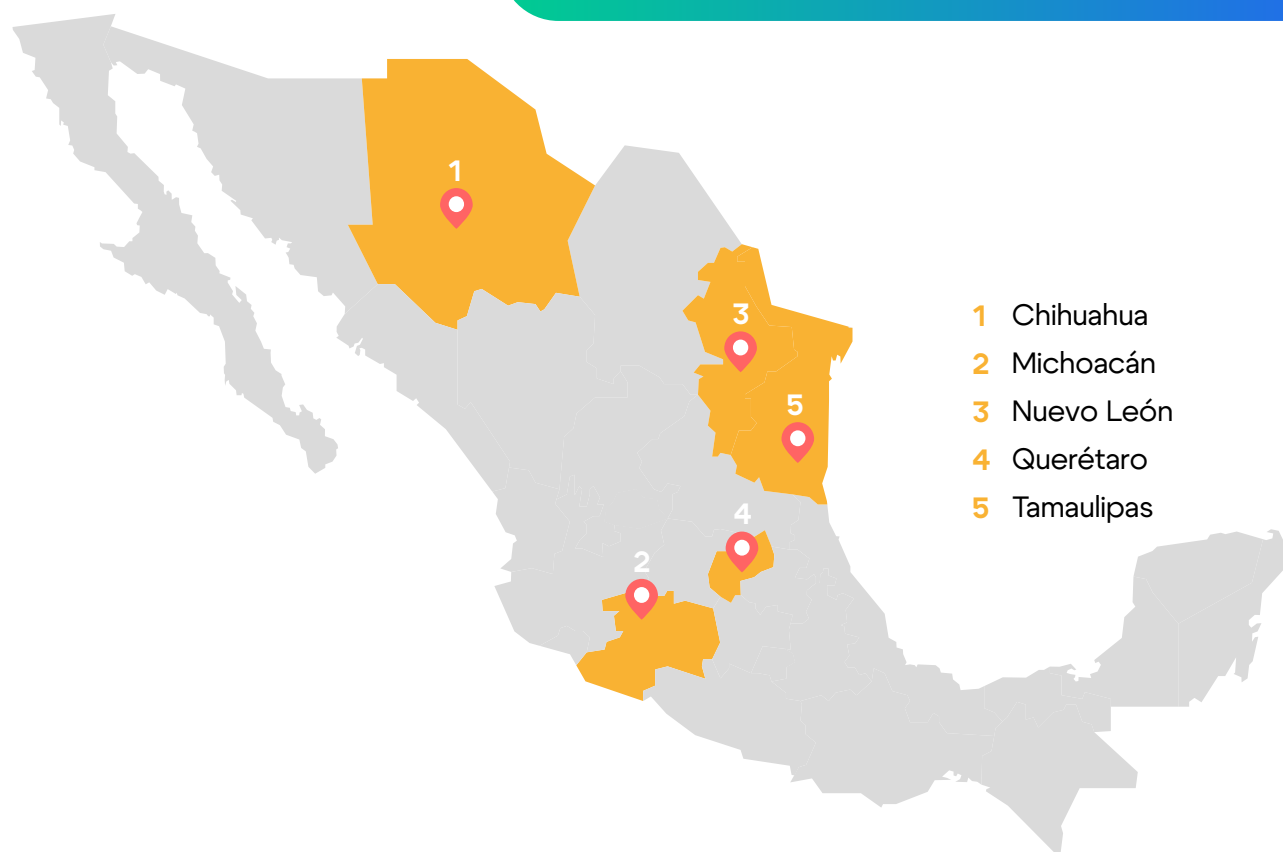 1
3
5
4
2
1 Chihuahua
2 Michoacán
3 Nuevo León
4 Querétaro
5 Tamaulipas